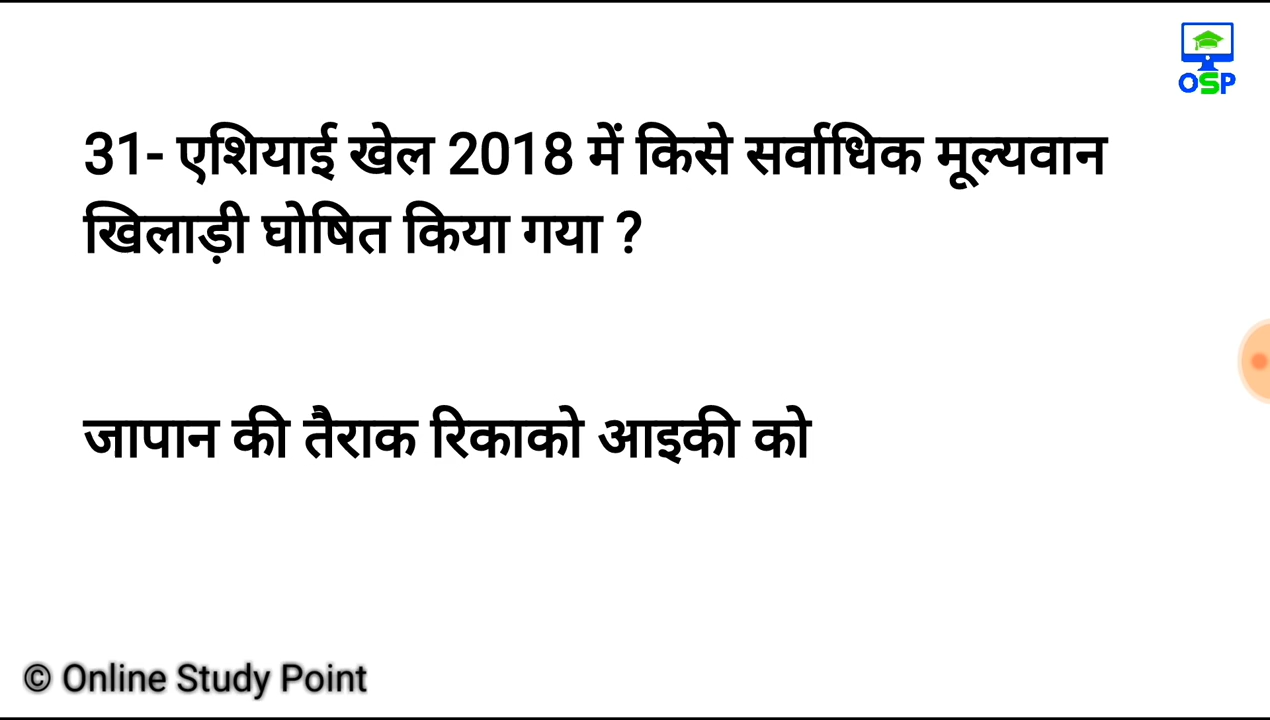 OSP
31- एशियाई खेल 2018 में किसे सर्वाधिक मूल्यवान
खिलाड़ी घोषित किया गया ?
जापान की तैराक रिकाको आइकी को
© Online Study Point